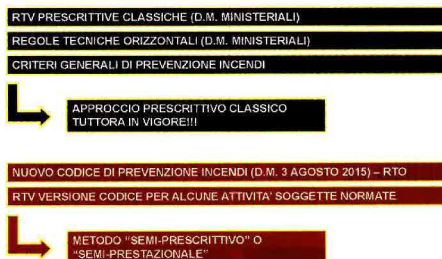 RTV PRESCRITTIVE CLASSICHE (D.M. MINISTERIALI)
REGOLE TECNICHE ORIZZONTALI (D.M. MINISTERIALI)
CRITERI GENERALI DI PREVENZIONE INCENDI
APPROCCIO PRESCRITTIVO CLASSICO
TUTTORA IN VIGORE!!!
NUOVO CODICE DI PREVENZIONE INCENDI (D.M. 3 AGOSTO 2015) – RTO
RTV VERSIONE CODICE PER ALCUNE ATTIVITA' SOGGETTE NORMATE
METODO "SEMI-PRESCRITTIVO" O
"SEMI-PRESTAZIONALE"